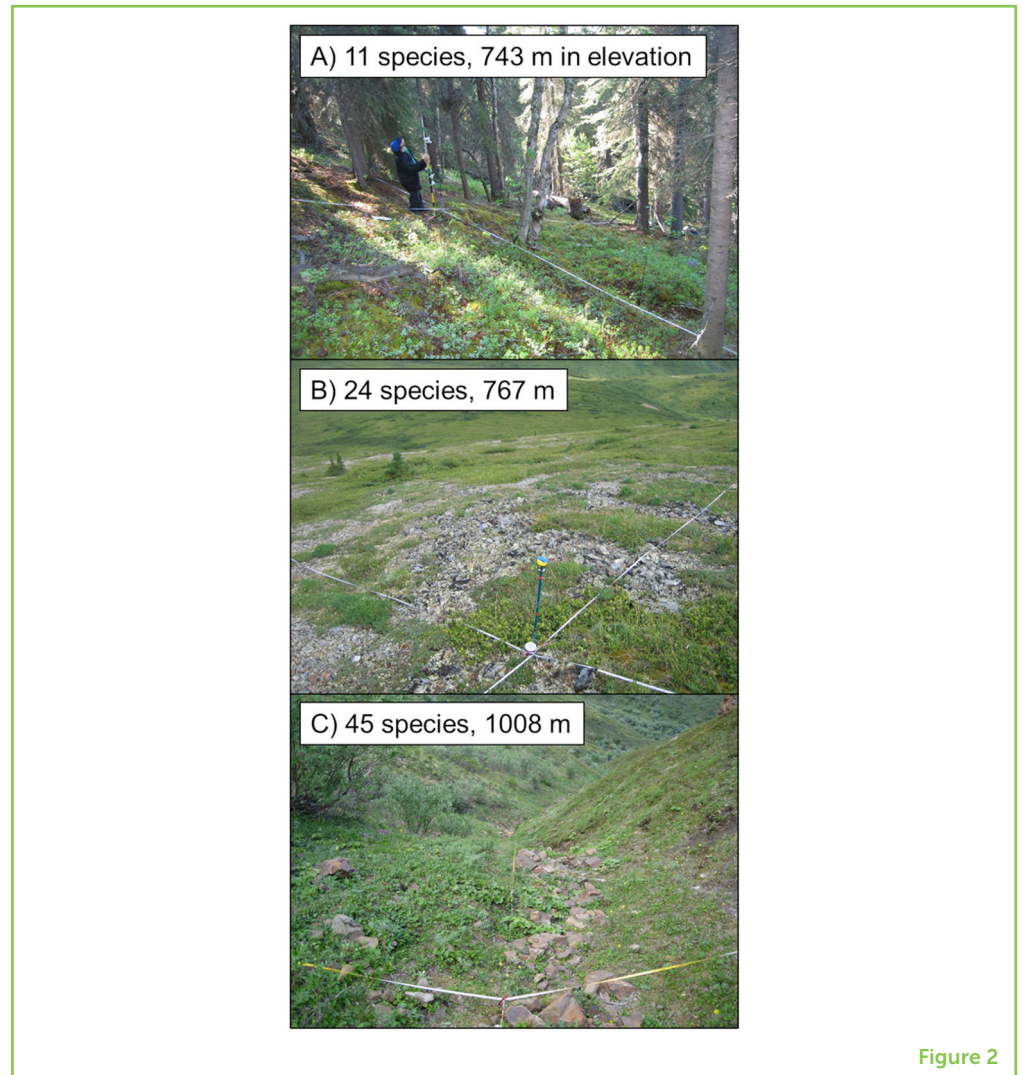 A) 11 species, 743 m in elevation
B) 24 species, 767 m
C) 45 species, 1008 m
Figure 2